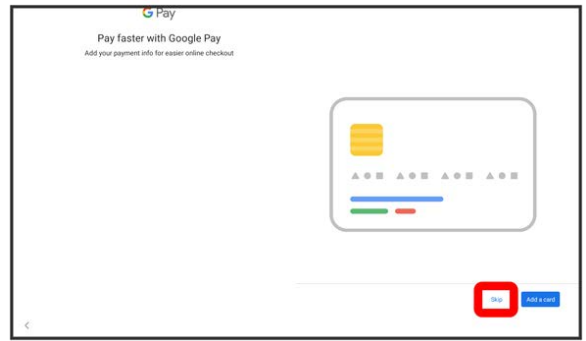 G Pay
Pay faster with Google Pay
Add your payment info for easier online checkout
Skip
Add a card